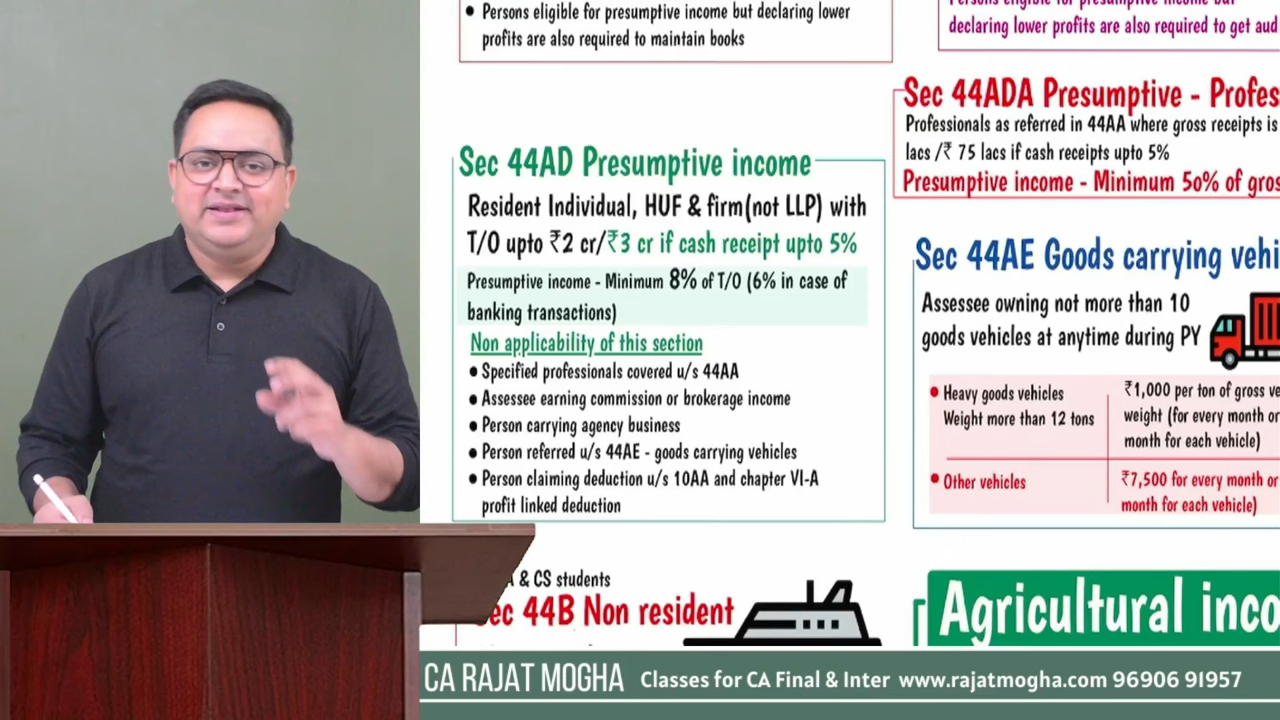 • Persons eligible for presumptive income but declaring lower
profits are also required to maintain books
Persons eligible for presumptive income but
declaring lower profits are also required to get aud
Sec 44ADA Presumptive - Profes
Professionals as referred in 44AA where gross receipts is
lacs /₹ 75 lacs if cash receipts upto 5%
Presumptive income - Minimum 50% of gros
Sec 44AD Presumptive income
Resident Individual, HUF & firm(not LLP) with
T/O upto ₹2 cr/₹3 cr if cash receipt upto 5%
Presumptive income - Minimum 8% of T/O (6% in case of
banking transactions)
Non applicability of this section
• Specified professionals covered u/s 44AA
• Assessee earning commission or brokerage income
• Person carrying agency business
• Person referred u/s 44AE - goods carrying vehicles
• Person claiming deduction u/s 10AA and chapter VI-A
profit linked deduction
Sec 44AE Goods carrying vehi
Assessee owning not more than 10
goods vehicles at anytime during PY
• Heavy goods vehicles
Weight more than 12 tons
₹1,000 per ton of gross ve
weight (for every month or
month for each vehicle)
• Other vehicles
₹7,500 for every month or
month for each vehicle)
& CS students
ec 44B Non resident
Agricultural inco
CA RAJAT MOGHA Classes for CA Final & Inter www.rajatmogha.com 96906 91957